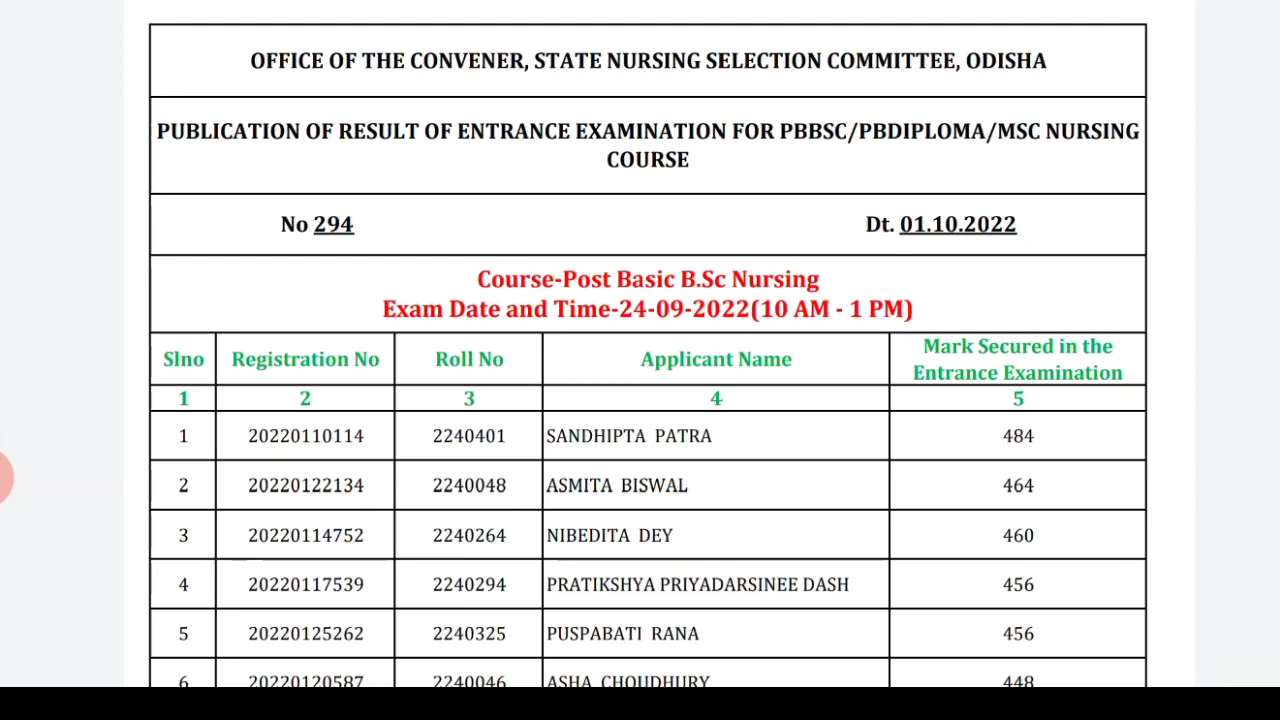 OFFICE OF THE CONVENER, STATE NURSING SELECTION COMMITTEE, ODISHA
PUBLICATION OF RESULT OF ENTRANCE EXAMINATION FOR PBBSC/PBDIPLOMA/MSC NURSING
COURSE
No 294 Dt. 01.10.2022
Course-Post Basic B.Sc Nursing
Exam Date and Time-24-09-2022(10 AM - 1 PM)
Slno Registration No Roll No Applicant Name Mark Secured in the Entrance Examination
1 2 3 4 5
1 20220110114 2240401 SANDHIPTA PATRA 484
2 20220122134 2240048 ASMITA BISWAL 464
3 20220114752 2240264 NIBEDITA DEY 460
4 20220117539 2240294 PRATIKSHYA PRIYADARSINEE DASH 456
5 20220125262 2240325 PUSPABATI RANA 456
6 20220120587 2240046 ASHA CHOUDHURY 448